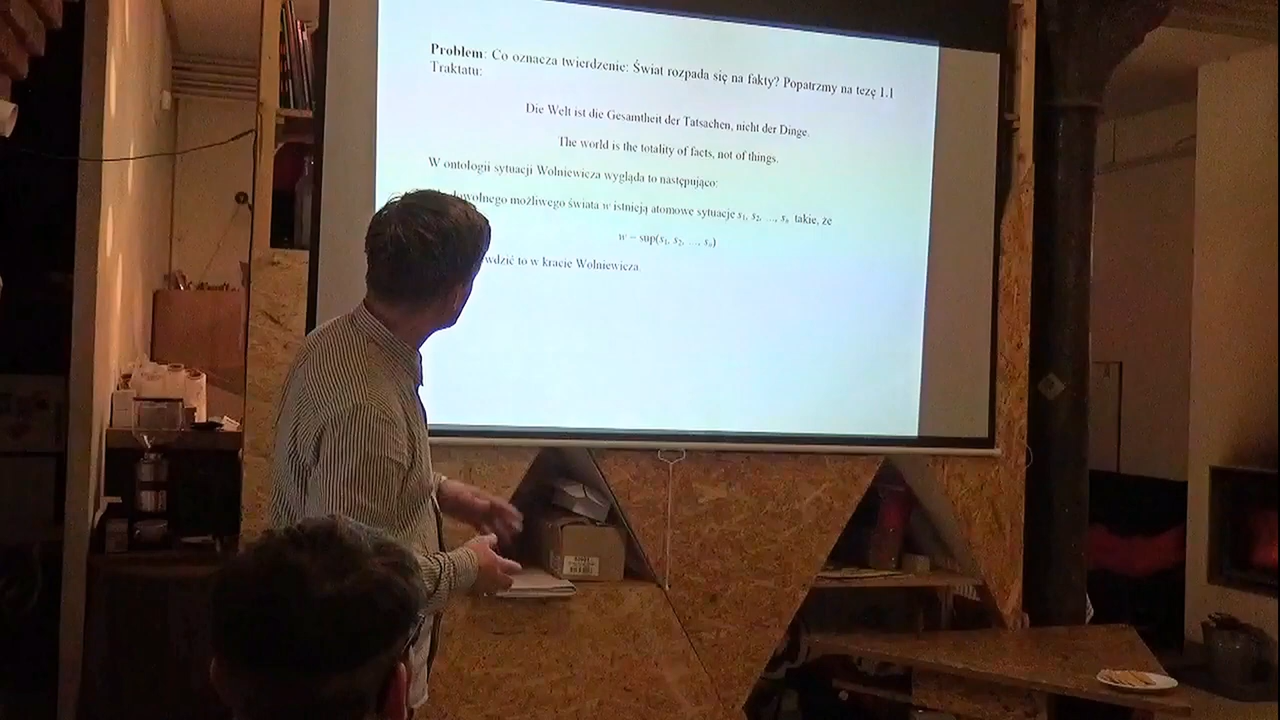 Problem: Co oznacza twierdzenie: Świat rozpada się na fakty? Popatrzmy na tezę 1.1
Traktatu:
Die Welt ist die Gesamtheit der Tatsachen, nicht der Dinge.
The world is the totality of facts, not of things.
W ontologii sytuacji Wolniewicza wygląda to następująco:
dowolnego możliwego świata w istnieją atomowe sytuacje s₁, s₂, ..., sₙ takie, że
w = sup(s₁, s₂, ..., sₙ)
wdzić to w kracie Wolniewicza.